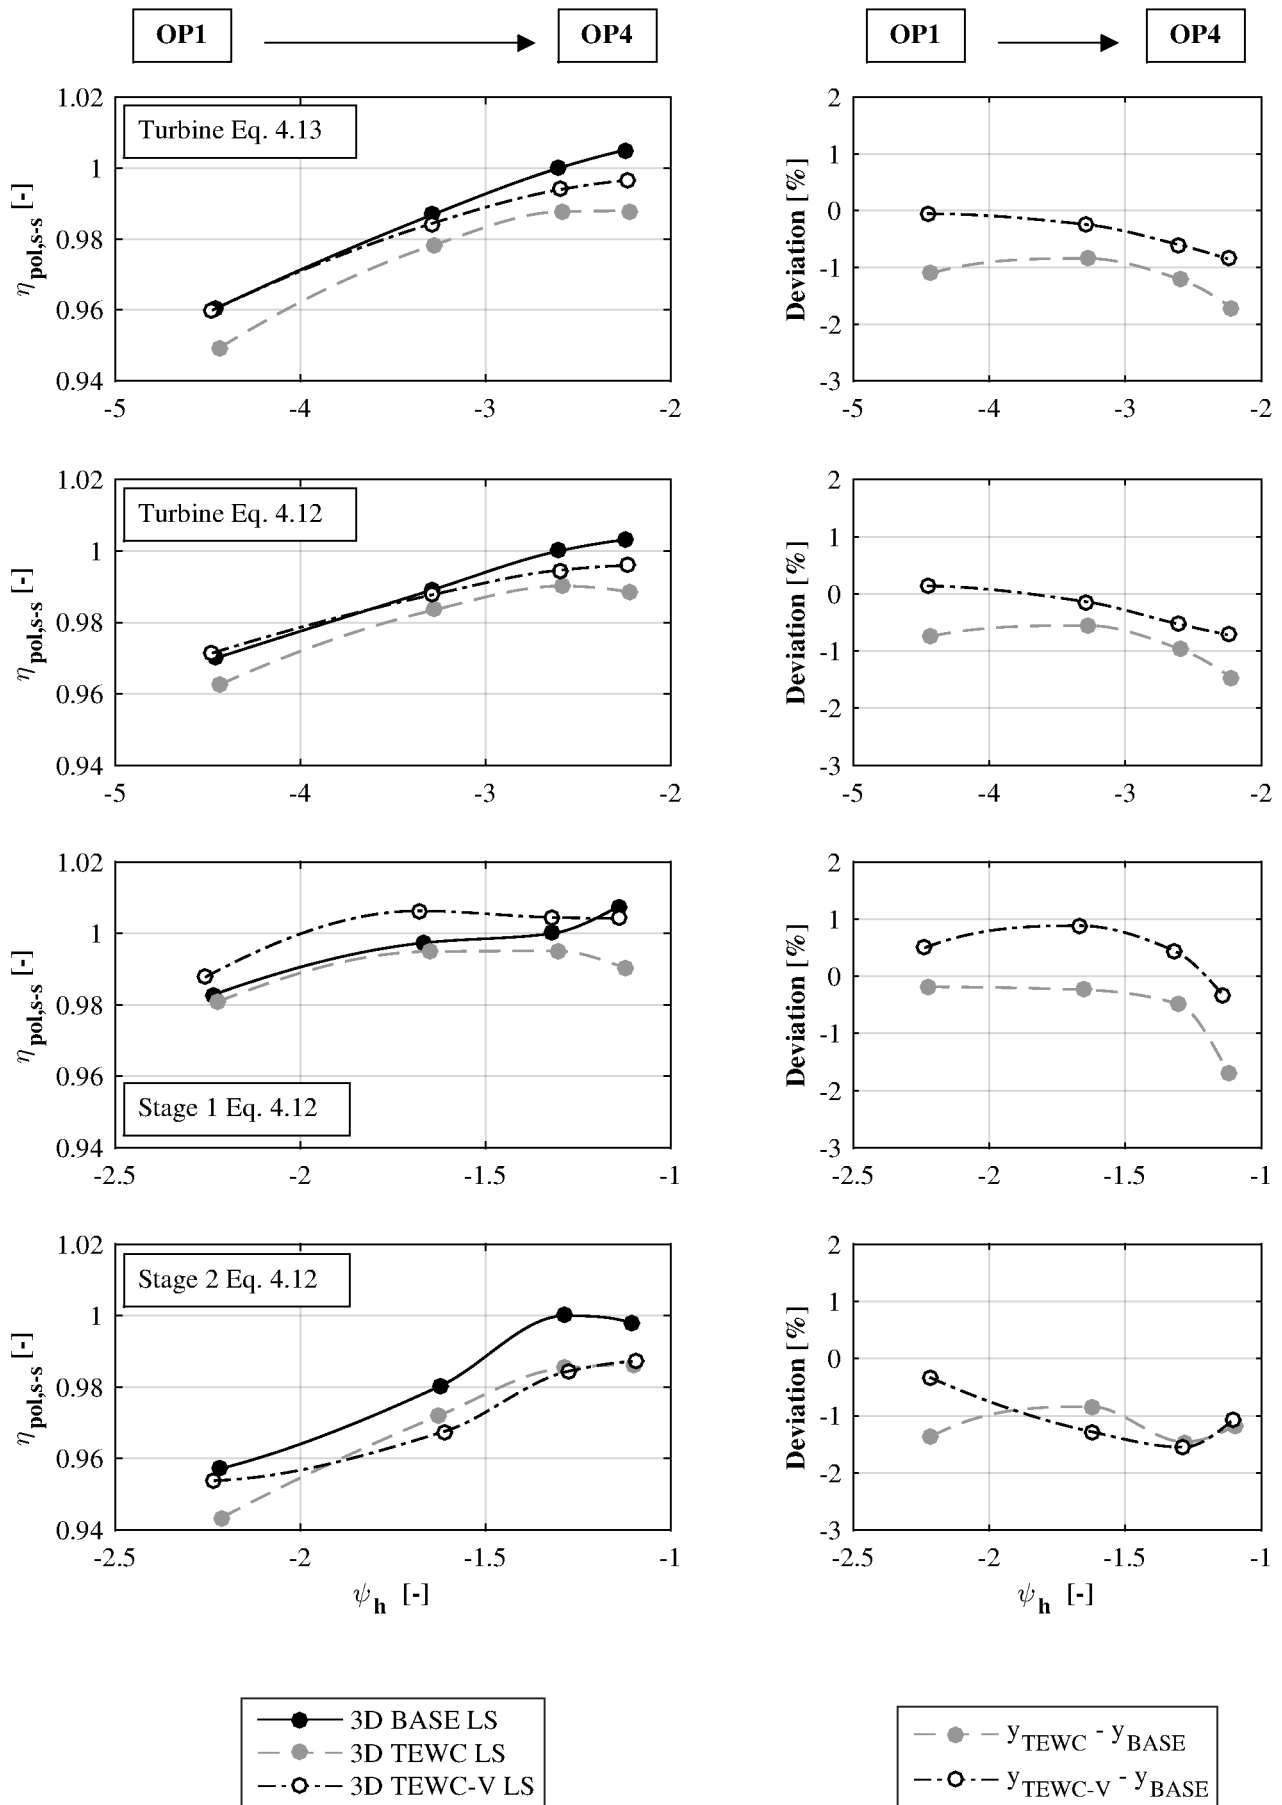 OP1 OP4 OP1 OP4
Turbine Eq. 4.13
η pol,s-s [-]
1.02
1
0.98
0.96
0.94
-5 -4 -3 -2
Deviation [%]
2
1
0
-1
-2
-3
-5 -4 -3 -2
Turbine Eq. 4.12
η pol,s-s [-]
1.02
1
0.98
0.96
0.94
-5 -4 -3 -2
Deviation [%]
2
1
0
-1
-2
-3
-5 -4 -3 -2
Stage 1 Eq. 4.12
η pol,s-s [-]
1.02
1
0.98
0.96
0.94
-2.5 -2 -1.5 -1
Deviation [%]
2
1
0
-1
-2
-3
-2.5 -2 -1.5 -1
Stage 2 Eq. 4.12
η pol,s-s [-]
1.02
1
0.98
0.96
0.94
-2.5 -2 -1.5 -1
ψ h [-]
Deviation [%]
2
1
0
-1
-2
-3
-2.5 -2 -1.5 -1
ψ h [-]
3D BASE LS
3D TEWC LS
3D TEWC-V LS
y TEWC - y BASE
y TEWC-V - y BASE